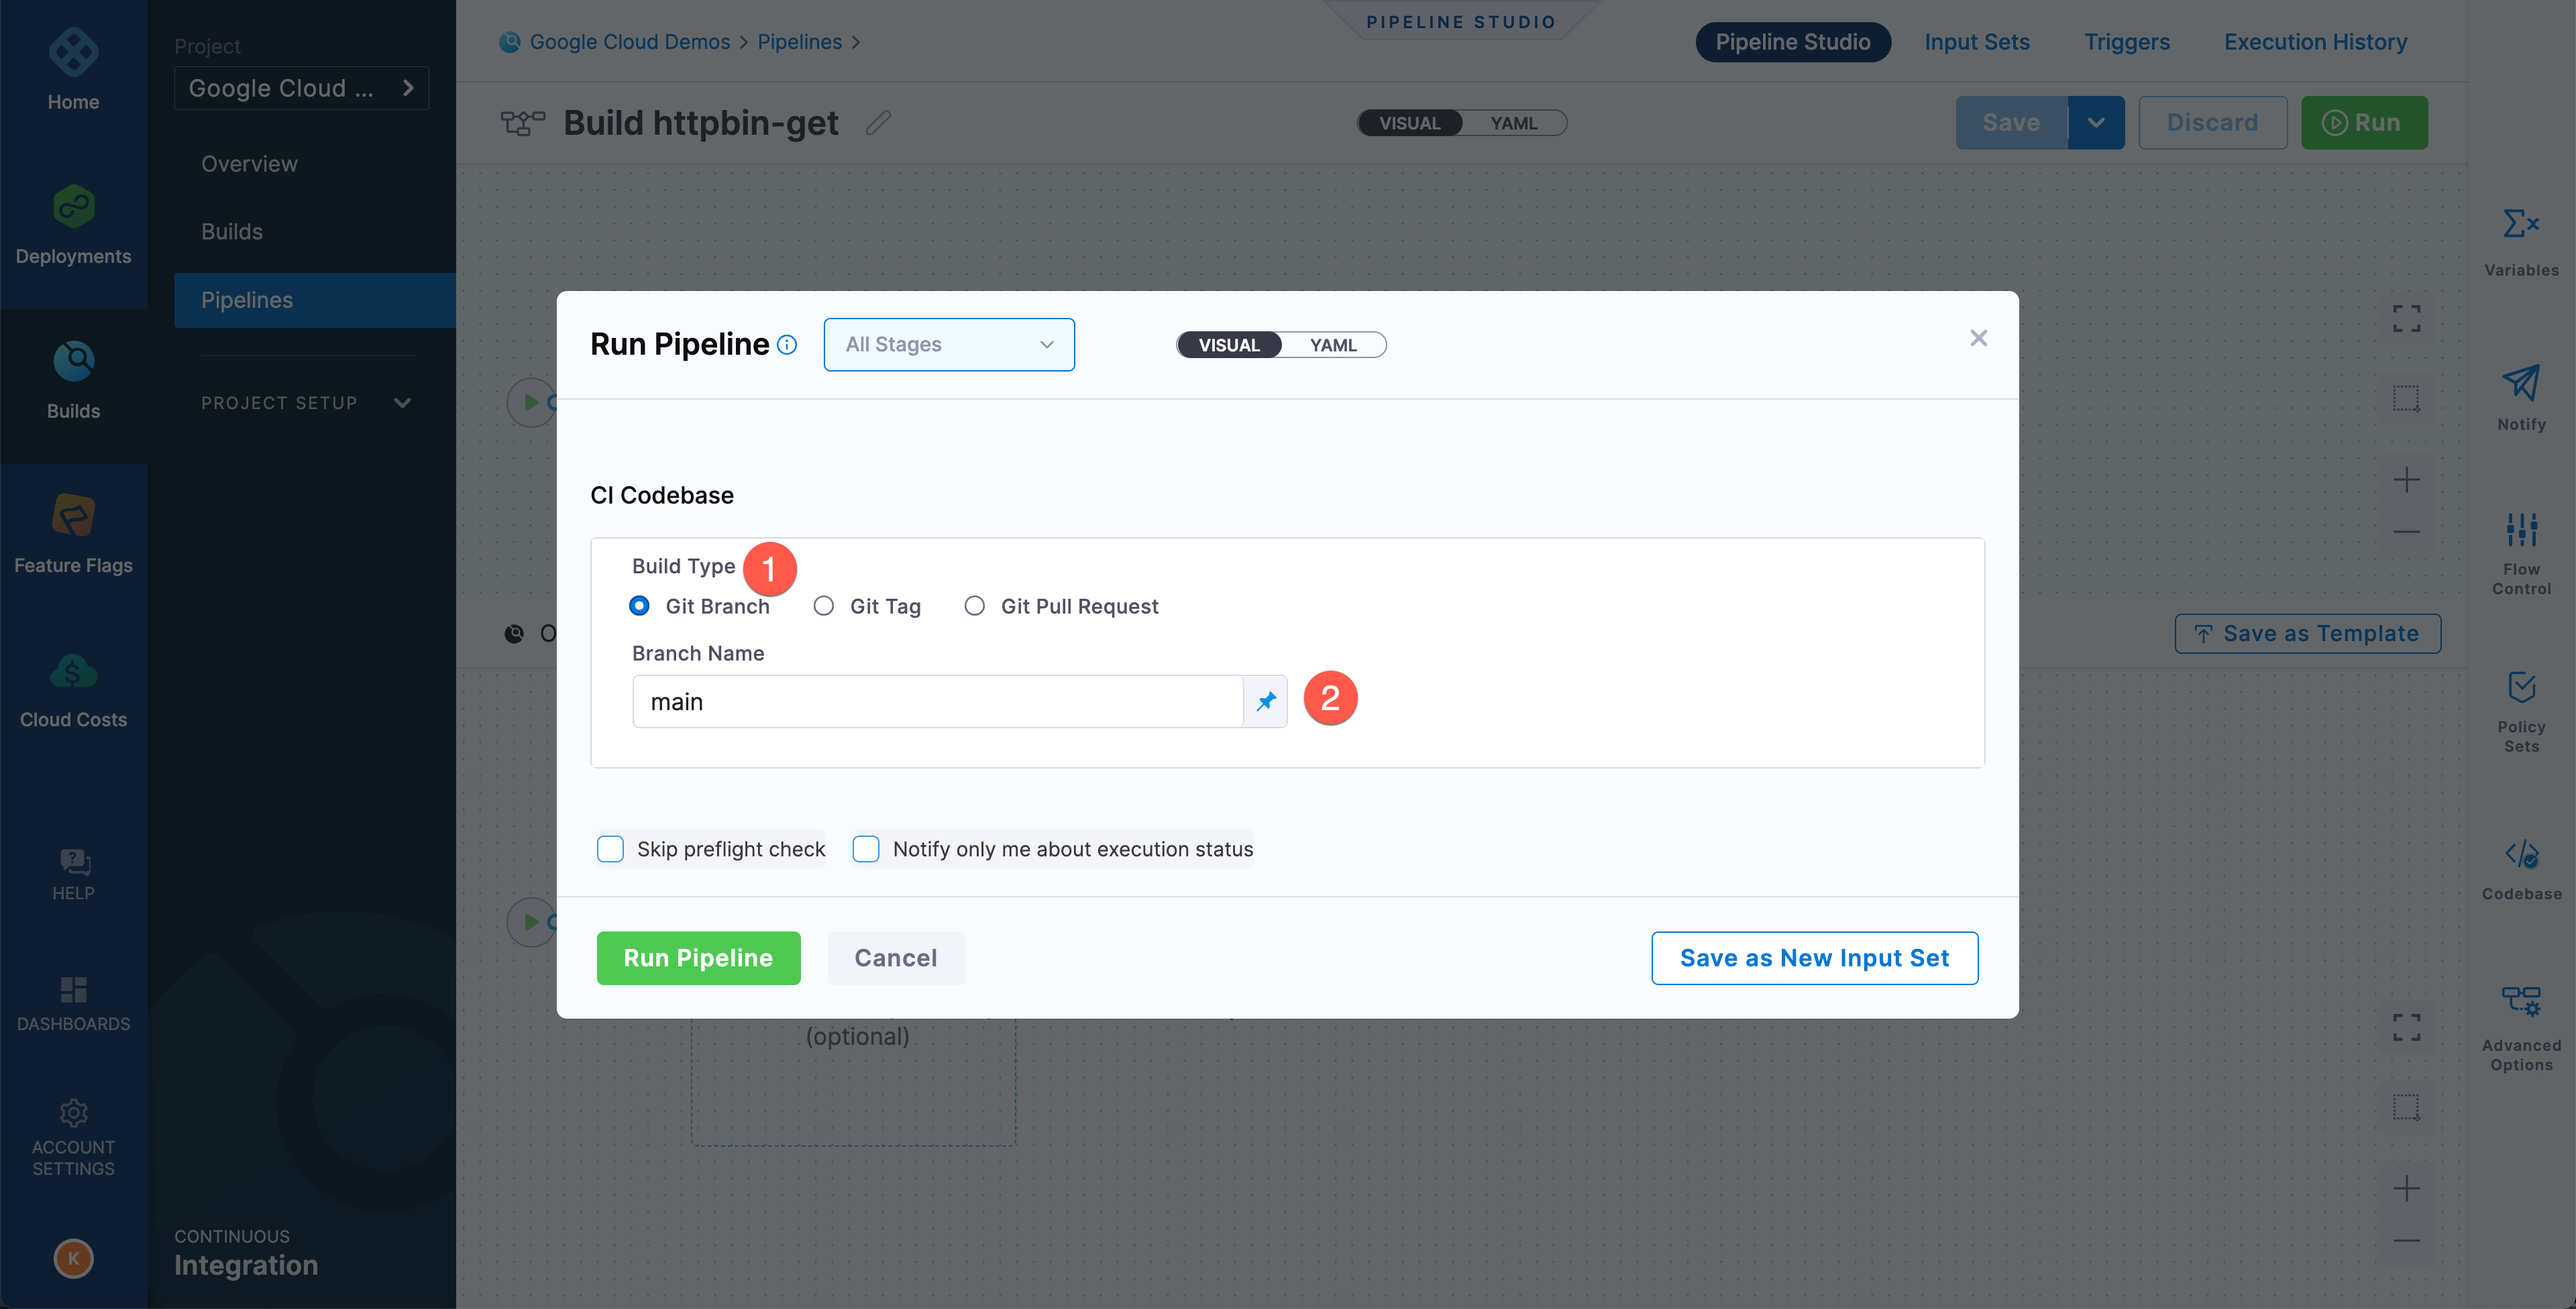 Home
Deployments
Builds
Feature Flags
Cloud Costs
HELP
DASHBOARDS
ACCOUNT
SETTINGS
K
Project
Google Cloud ...
Overview
Builds
Pipelines
PROJECT SETUP
CONTINUOUS
Integration
PIPELINE STUDIO
Google Cloud Demos > Pipelines >
Pipeline Studio Input Sets Triggers Execution History
Build httpbin-get
VISUAL YAML
Save Discard Run
Run Pipeline All Stages VISUAL YAML
CI Codebase
Build Type 1
Git Branch Git Tag Git Pull Request
Branch Name
main 2
Skip preflight check Notify only me about execution status
Run Pipeline Cancel Save as New Input Set
Save as Template
(optional)
Variables
Notify
Flow
Control
Policy
Sets
Codebase
Advanced
Options